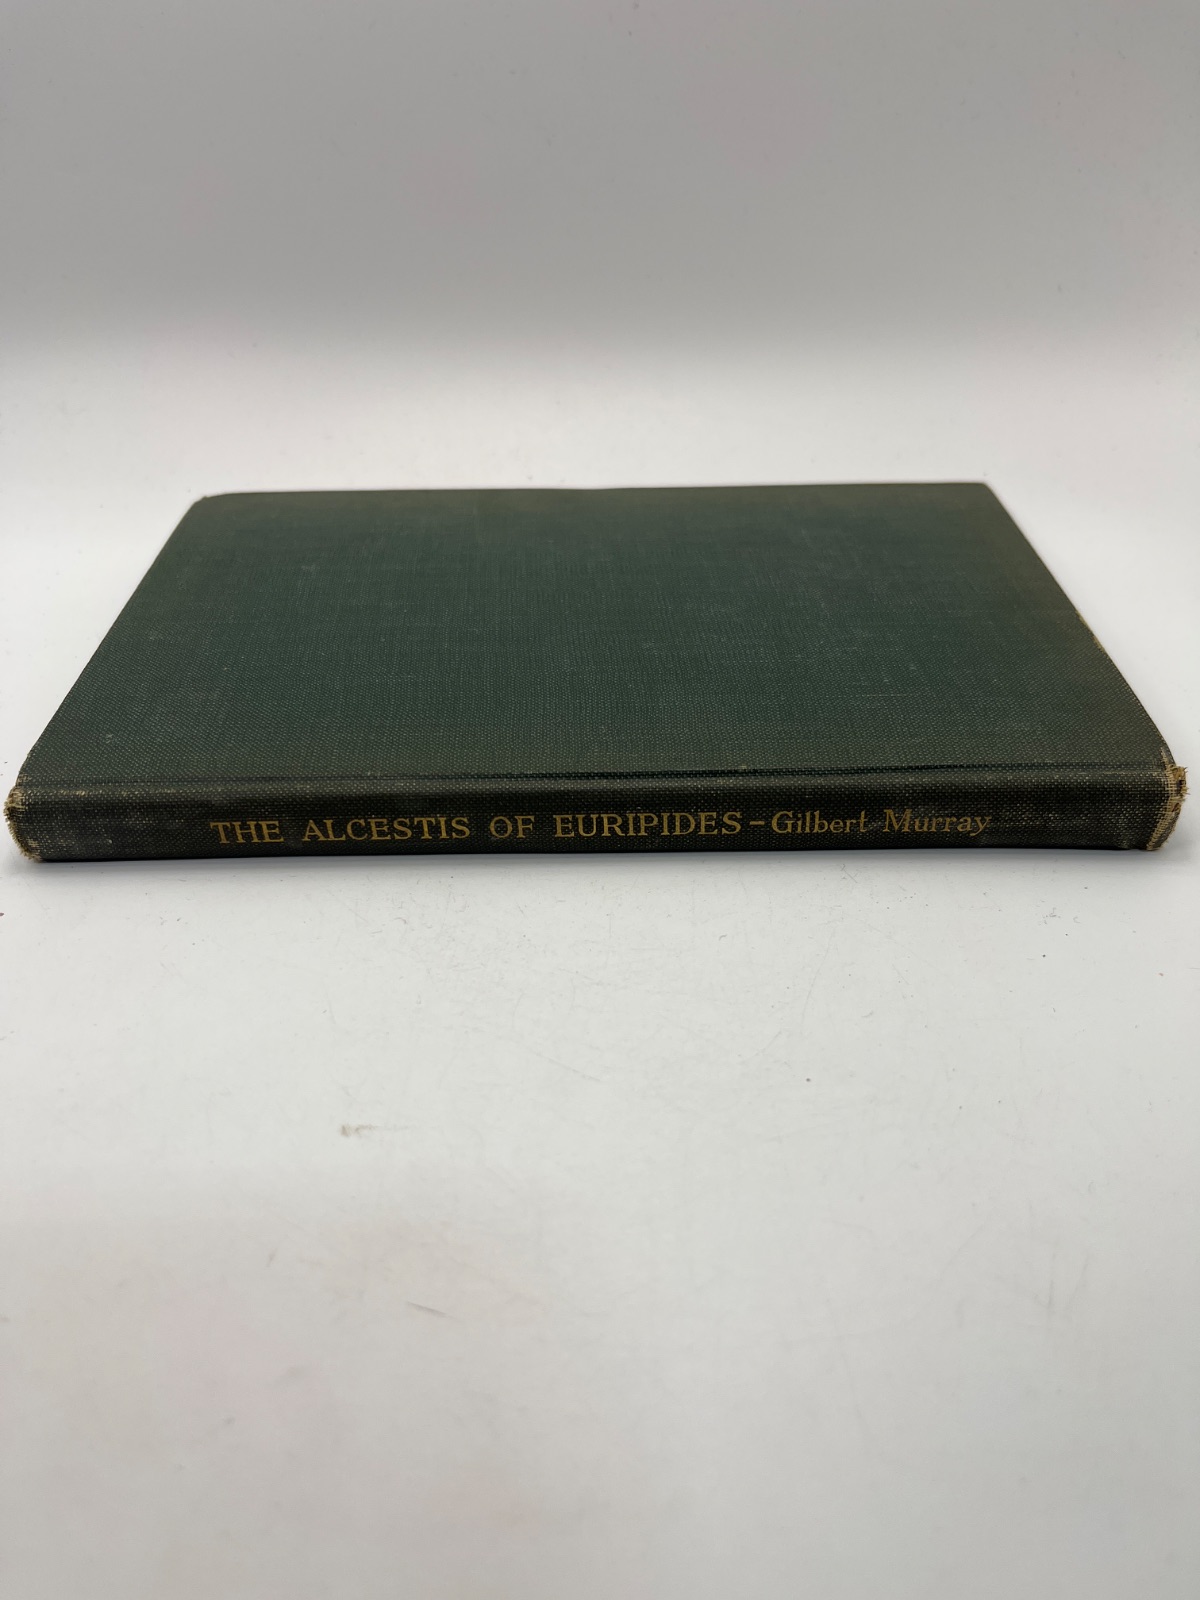 THE ALCESTIS OF EURIPIDES – Gilbert Murray